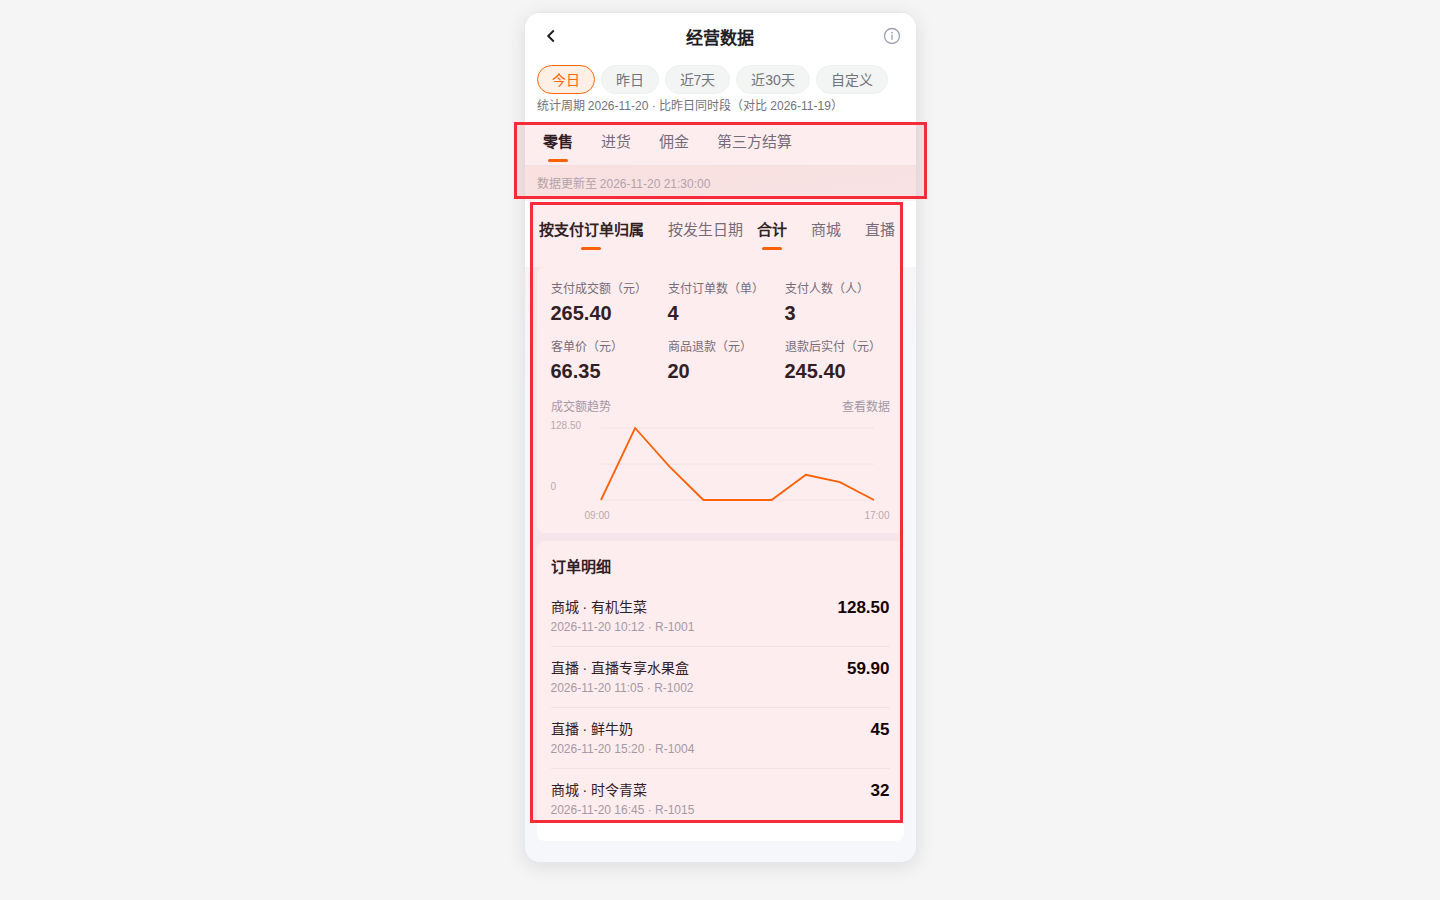 经营数据
今日 昨日 近7天 近30天 自定义
统计周期 2026-11-20 · 比昨日同时段（对比 2026-11-19）
零售 进货 佣金 第三方结算
数据更新至 2026-11-20 21:30:00
按支付订单归属 按发生日期 合计 商城 直播
支付成交额（元） 支付订单数（单） 支付人数（人）
265.40 4 3
客单价（元） 商品退款（元） 退款后实付（元）
66.35 20 245.40
成交额趋势 查看数据
128.50
0
09:00 17:00
订单明细
商城 · 有机生菜 128.50
2026-11-20 10:12 · R-1001
直播 · 直播专享水果盒 59.90
2026-11-20 11:05 · R-1002
直播 · 鲜牛奶 45
2026-11-20 15:20 · R-1004
商城 · 时令青菜 32
2026-11-20 16:45 · R-1015